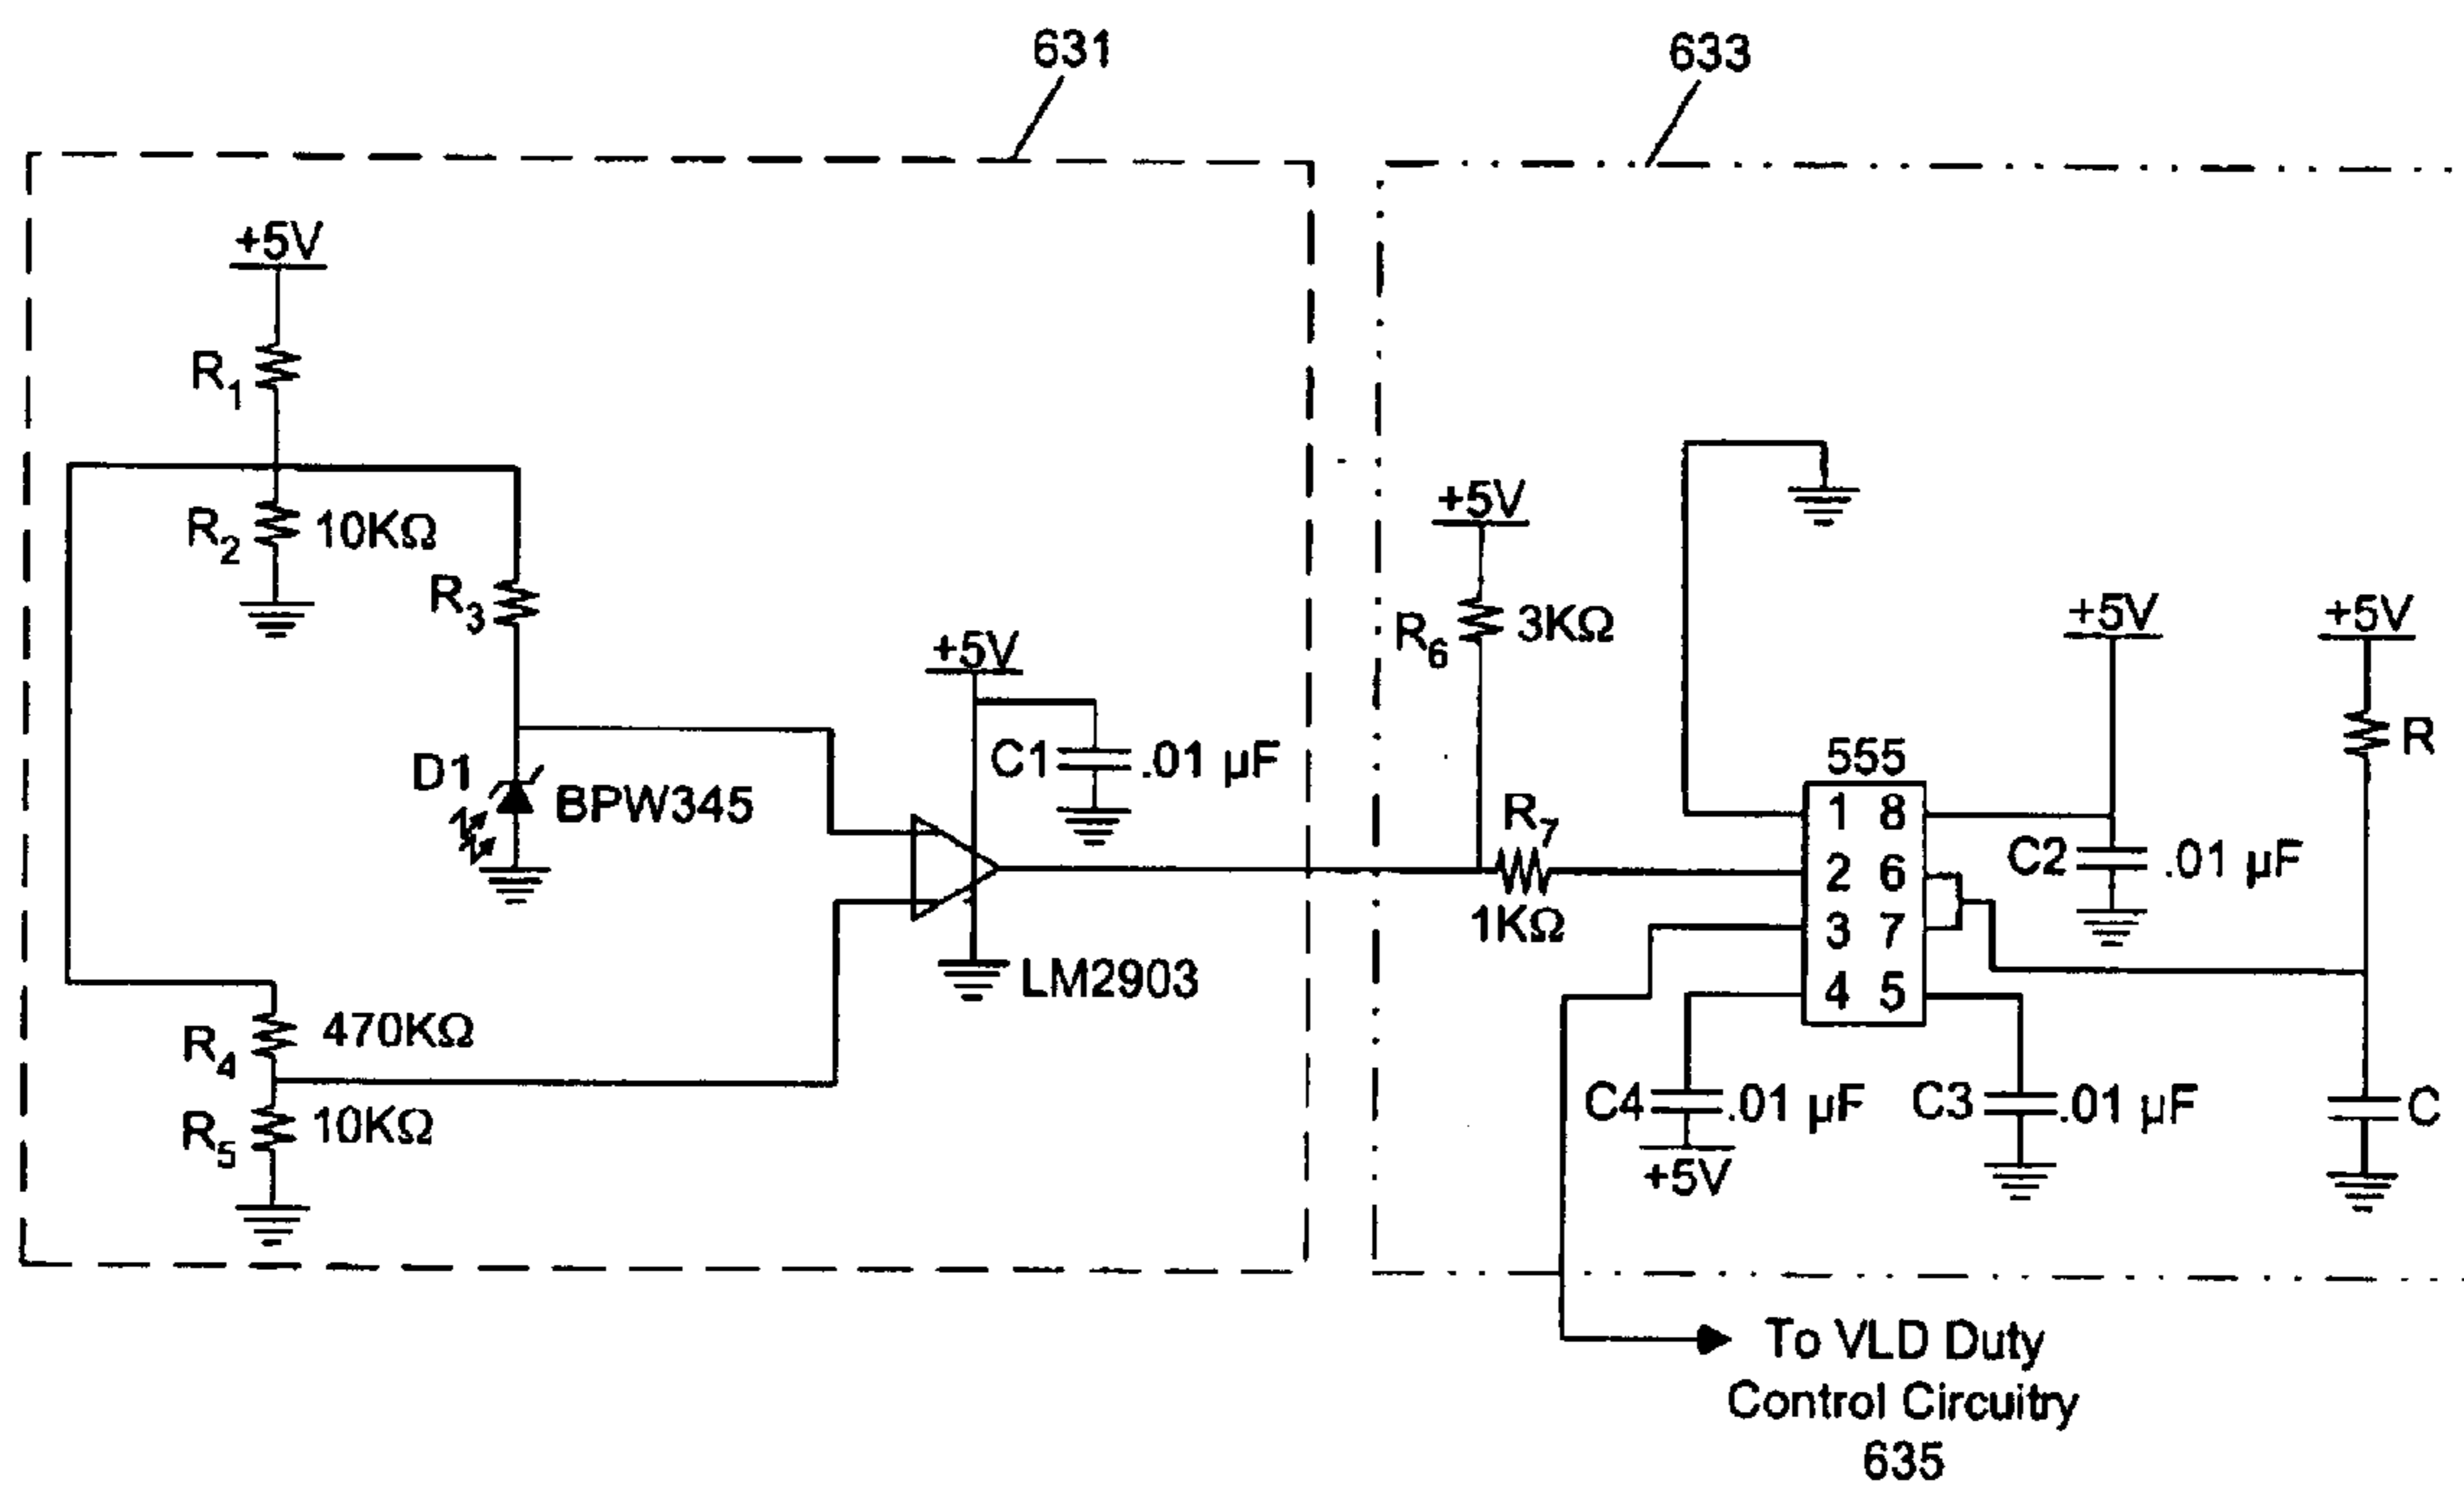 631
633
+5V
R1
R2 10KΩ
R3
D1
BPW345
+5V
C1 .01 µF
LM2903
R4 470KΩ
R5 10KΩ
+5V
R6 3KΩ
R7
1KΩ
555
1 8
2 6
3 7
4 5
+5V
C2 .01 µF
+5V
R
C4 .01 µF
+5V
C3 .01 µF
C
To VLD Duty
Control Circuitry
635